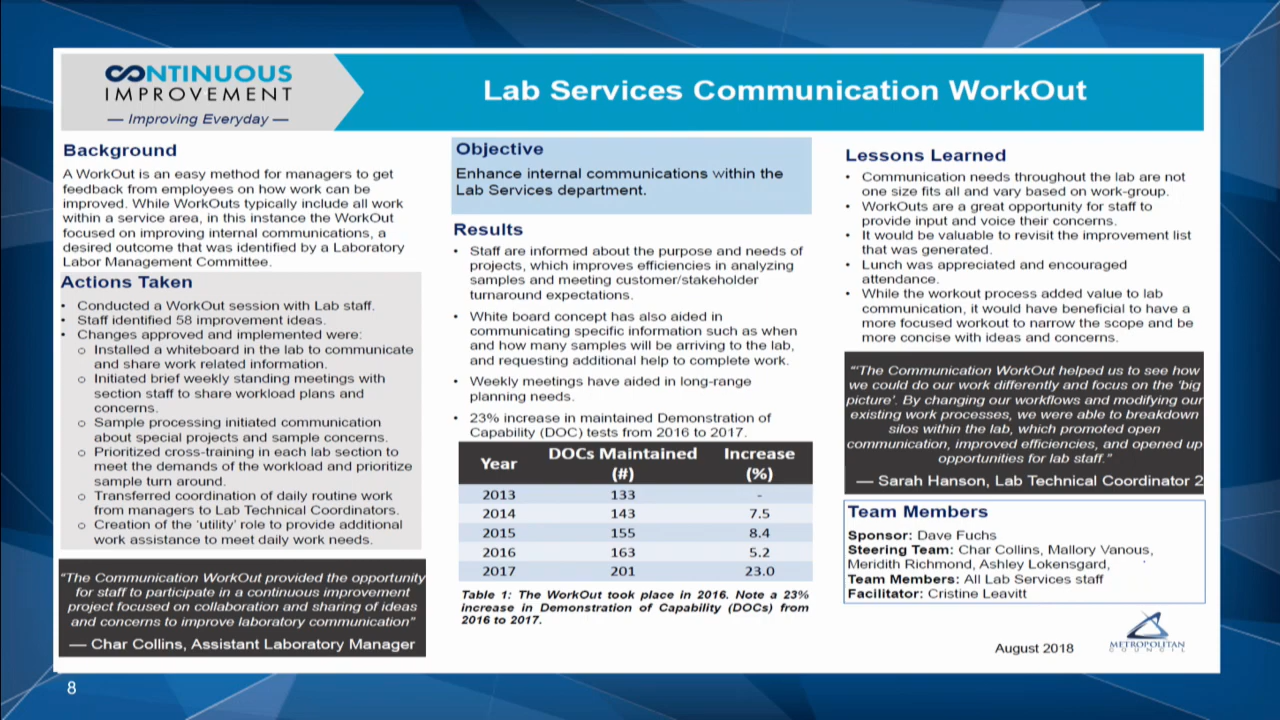 CONTINUOUS
IMPROVEMENT
— Improving Everyday —
Lab Services Communication WorkOut
Background
A WorkOut is an easy method for managers to get
feedback from employees on how work can be
improved. While WorkOuts typically include all work
within a service area, in this instance the WorkOut
focused on improving internal communications, a
desired outcome that was identified by a Laboratory
Labor Management Committee.
Actions Taken
• Conducted a WorkOut session with Lab staff.
• Staff identified 58 improvement ideas.
• Changes approved and implemented were:
o Installed a whiteboard in the lab to communicate
and share work related information.
o Initiated brief weekly standing meetings with
section staff to share workload plans and
concerns.
o Sample processing initiated communication
about special projects and sample concerns.
o Prioritized cross-training in each lab section to
meet the demands of the workload and prioritize
sample turn around.
o Transferred coordination of daily routine work
from managers to Lab Technical Coordinators.
o Creation of the ‘utility’ role to provide additional
work assistance to meet daily work needs.
“The Communication WorkOut provided the opportunity
for staff to participate in a continuous improvement
project focused on collaboration and sharing of ideas
and concerns to improve laboratory communication”
— Char Collins, Assistant Laboratory Manager
Objective
Enhance internal communications within the
Lab Services department.
Results
• Staff are informed about the purpose and needs of
projects, which improves efficiencies in analyzing
samples and meeting customer/stakeholder
turnaround expectations.
• White board concept has also aided in
communicating specific information such as when
and how many samples will be arriving to the lab,
and requesting additional help to complete work.
• Weekly meetings have aided in long-range
planning needs.
• 23% increase in maintained Demonstration of
Capability (DOC) tests from 2016 to 2017.
Year DOCs Maintained (#) Increase (%)
2013 133 -
2014 143 7.5
2015 155 8.4
2016 163 5.2
2017 201 23.0
Table 1: The WorkOut took place in 2016. Note a 23%
increase in Demonstration of Capability (DOCs) from
2016 to 2017.
Lessons Learned
• Communication needs throughout the lab are not
one size fits all and vary based on work-group.
• WorkOuts are a great opportunity for staff to
provide input and voice their concerns.
• It would be valuable to revisit the improvement list
that was generated.
• Lunch was appreciated and encouraged
attendance.
• While the workout process added value to lab
communication, it would have beneficial to have a
more focused workout to narrow the scope and be
more concise with ideas and concerns.
“‘The Communication WorkOut helped us to see how
we could do our work differently and focus on the ‘big
picture’. By changing our workflows and modifying our
existing work processes, we were able to breakdown
silos within the lab, which promoted open
communication, improved efficiencies, and opened up
opportunities for lab staff.”
— Sarah Hanson, Lab Technical Coordinator 2
Team Members
Sponsor: Dave Fuchs
Steering Team: Char Collins, Mallory Vanous,
Meridith Richmond, Ashley Lokensgard,
Team Members: All Lab Services staff
Facilitator: Cristine Leavitt
August 2018
METROPOLITAN
COUNCIL
8